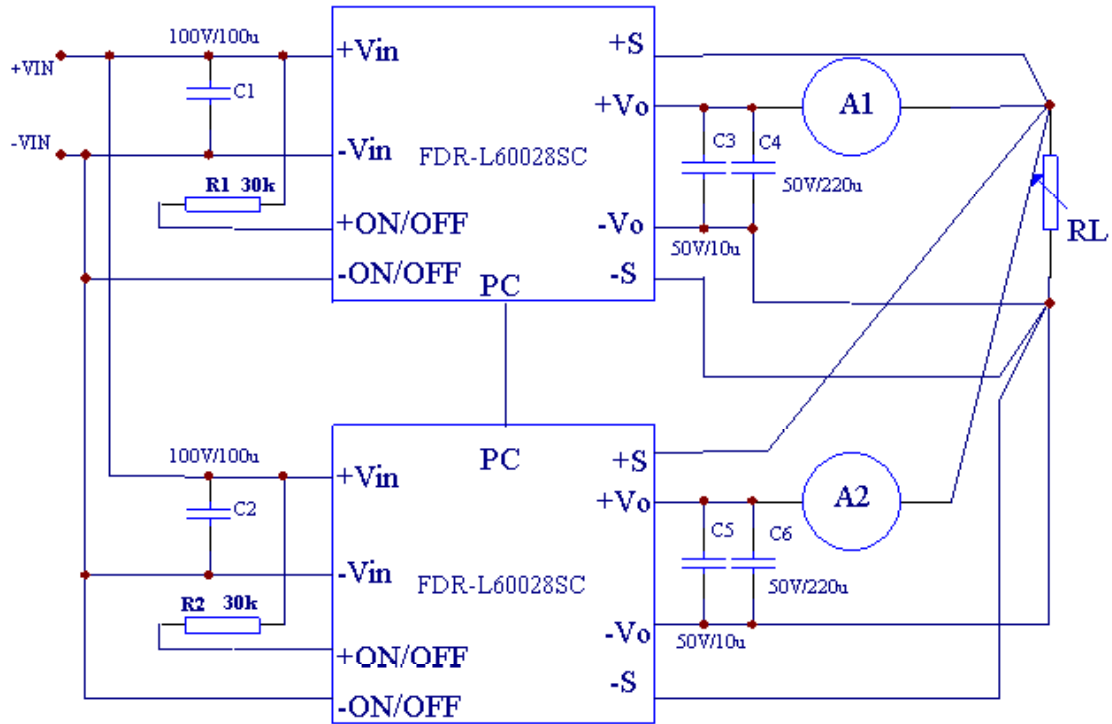 100V/100u
+VIN
-VIN
C1
R1 30k
+Vin
-Vin
+ON/OFF
-ON/OFF
FDR-L60028SC
PC
+S
+Vo
-Vo
-S
C3
C4
50V/220u
50V/10u
A1
RL
100V/100u
C2
R2 30k
PC
+Vin
-Vin
+ON/OFF
-ON/OFF
FDR-L60028SC
+S
+Vo
-Vo
-S
C5
C6
50V/220u
50V/10u
A2